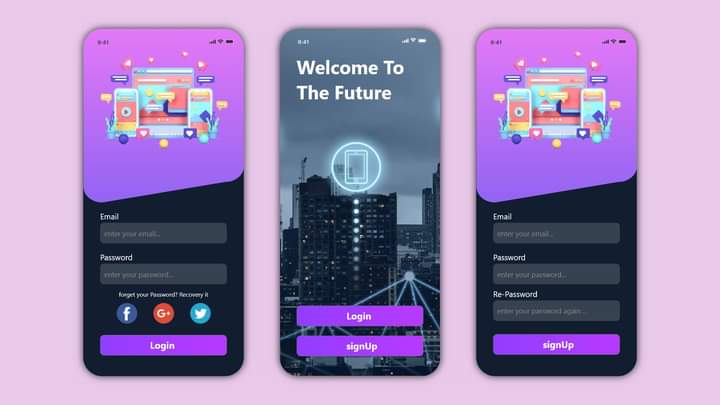 9:41
Email
enter your email...
Password
enter your password...
forget your Password? Recovery it
f
G+
Login
9:41
Welcome To
The Future
Login
signUp
9:41
Email
enter your email...
Password
enter your password...
Re-Password
enter your password again ...
signUp